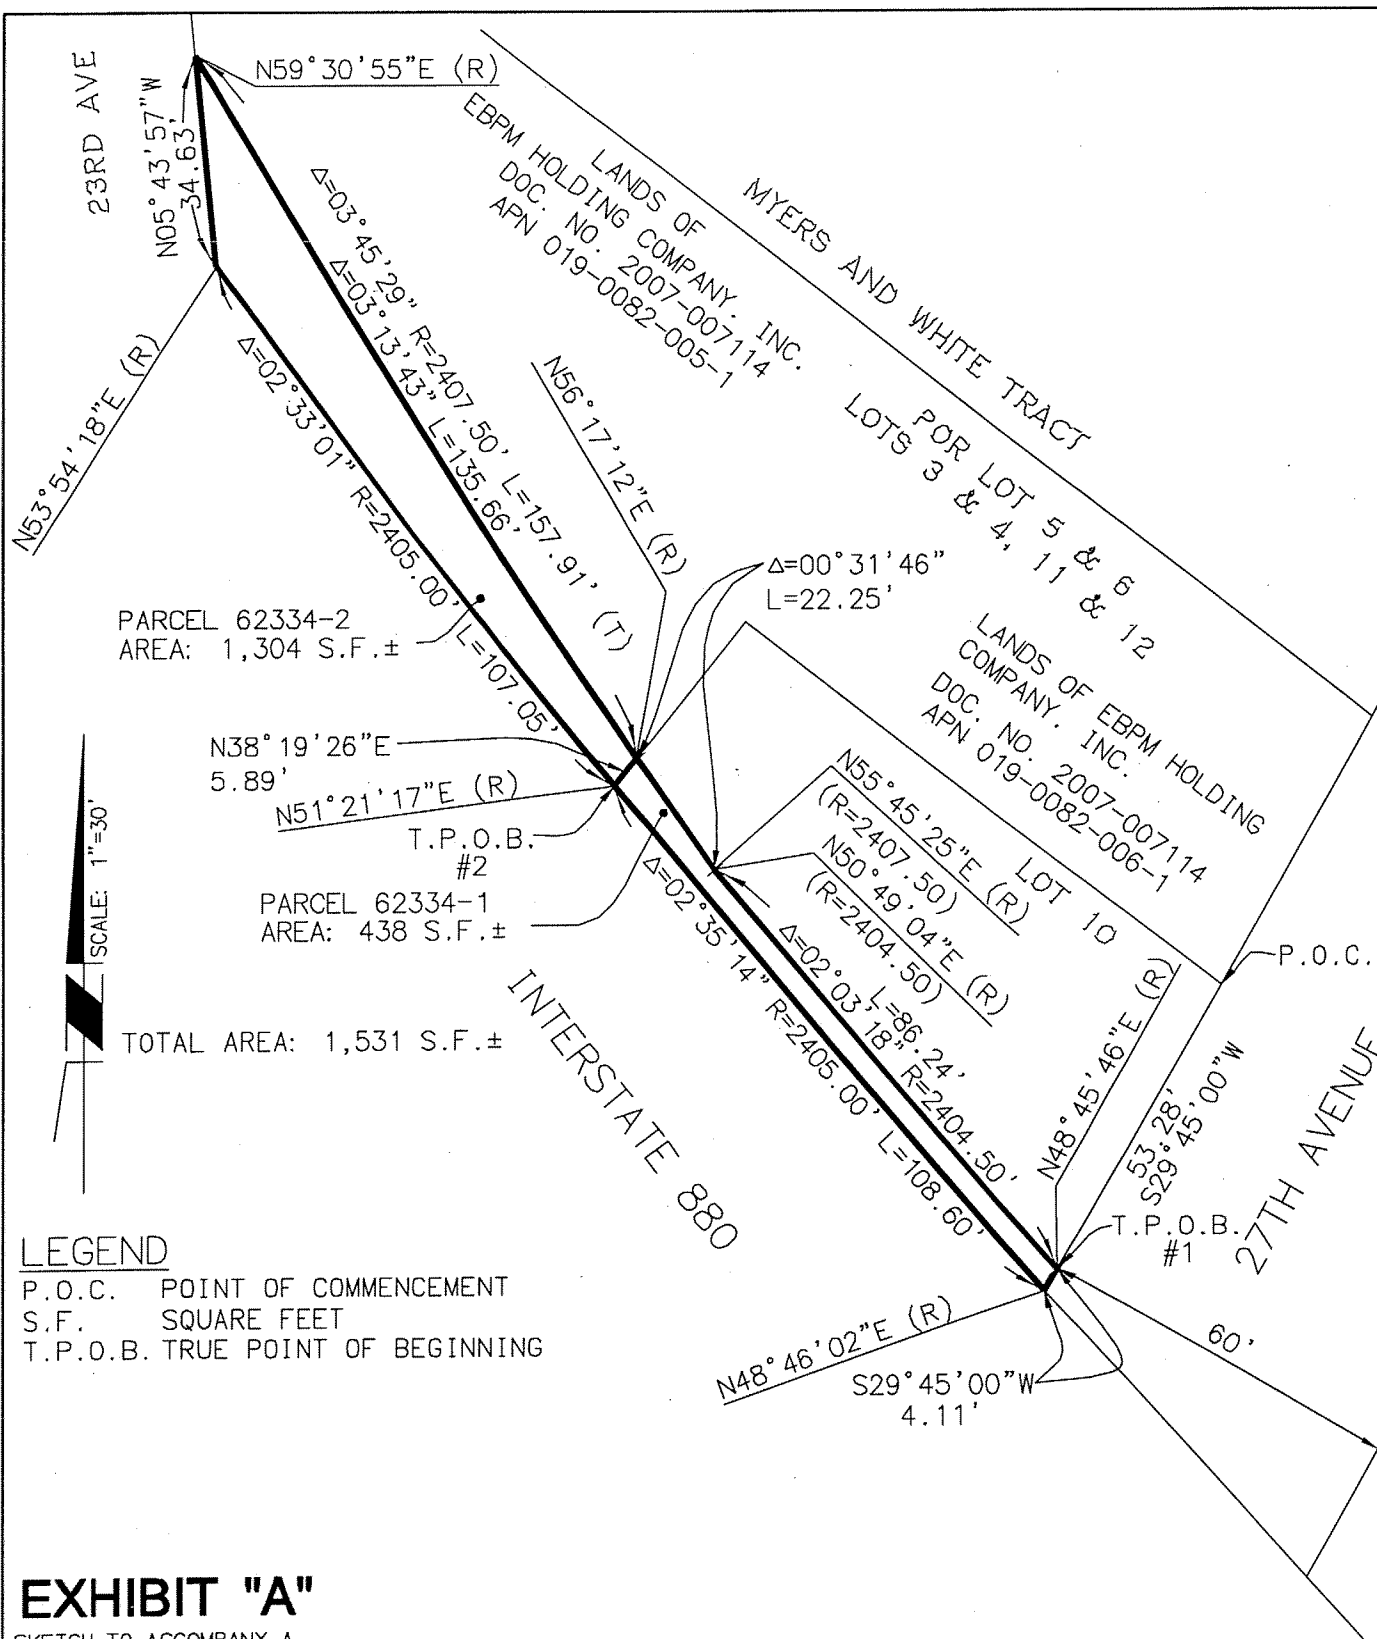 23RD AVE
N05°43'57"W
34.63'
N59°30'55"E (R)
LANDS OF
EBPM HOLDING COMPANY. INC.
DOC. NO. 2007-007114
APN 019-0082-005-1
MYERS AND WHITE TRACT
Δ=03°45'29" R=2407.50' L=157.91' (T)
Δ=03°13'43" L=135.66'
N56°17'12"E (R)
POR LOT 5 & 6
LOTS 3 & 4, 11 & 12
N53°54'18"E (R)
Δ=02°33'01" R=2405.00' L=107.05'
Δ=00°31'46"
L=22.25'
PARCEL 62334-2
AREA: 1,304 S.F.±
LANDS OF EBPM HOLDING
COMPANY. INC.
DOC. NO. 2007-007114
APN 019-0082-006-1
N38°19'26"E
5.89'
N51°21'17"E (R)
T.P.O.B.
#2
N55°45'25"E (R)
(R=2407.50)
N50°49'04"E (R)
(R=2404.50)
LOT 10
PARCEL 62334-1
AREA: 438 S.F.±
SCALE: 1"=30'
P.O.C.
TOTAL AREA: 1,531 S.F.±
INTERSTATE 880
Δ=02°35'14" R=2405.00' L=108.60'
L=86.24'
Δ=02°03'18" R=2404.50'
N48°45'46"E (R)
53.28'
S29°45'00"W
27TH AVENUE
T.P.O.B.
#1
60'
N48°46'02"E (R)
S29°45'00"W
4.11'
LEGEND
P.O.C. POINT OF COMMENCEMENT
S.F. SQUARE FEET
T.P.O.B. TRUE POINT OF BEGINNING
EXHIBIT "A"
SKETCH TO ACCOMPANY A